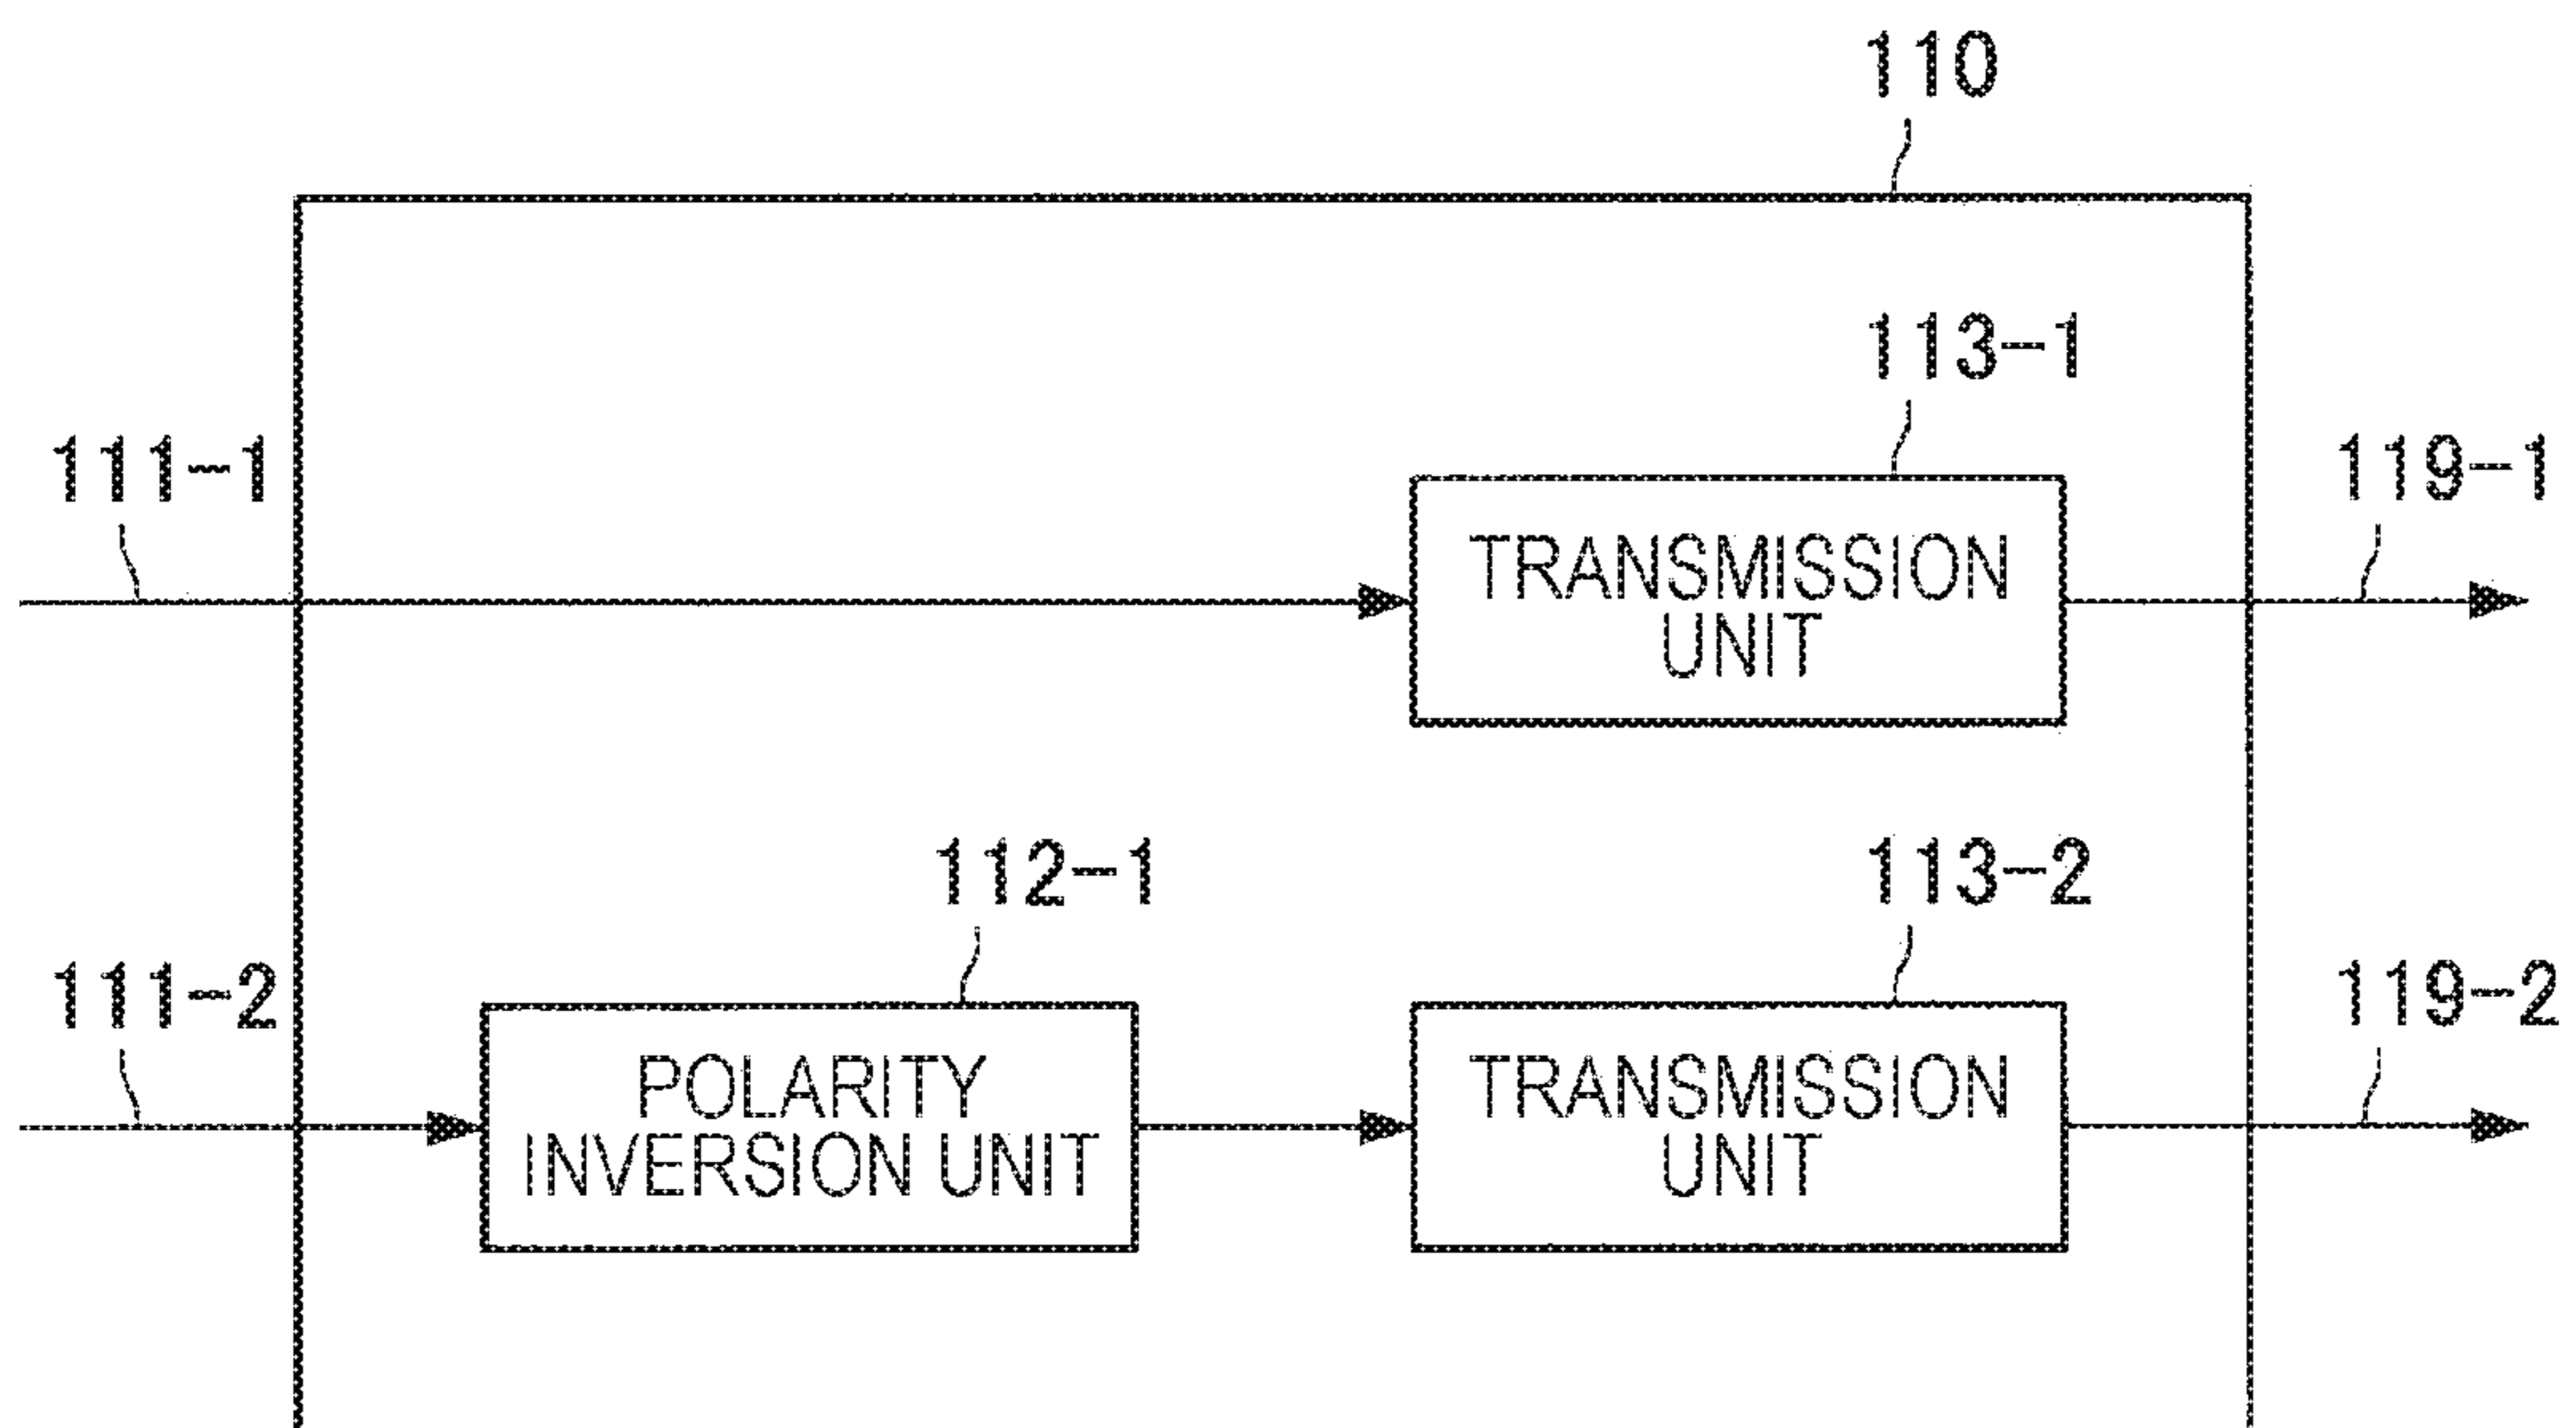 110
113-1
111-1
119-1
TRANSMISSION
UNIT
112-1
113-2
111-2
119-2
POLARITY
INVERSION UNIT
TRANSMISSION
UNIT